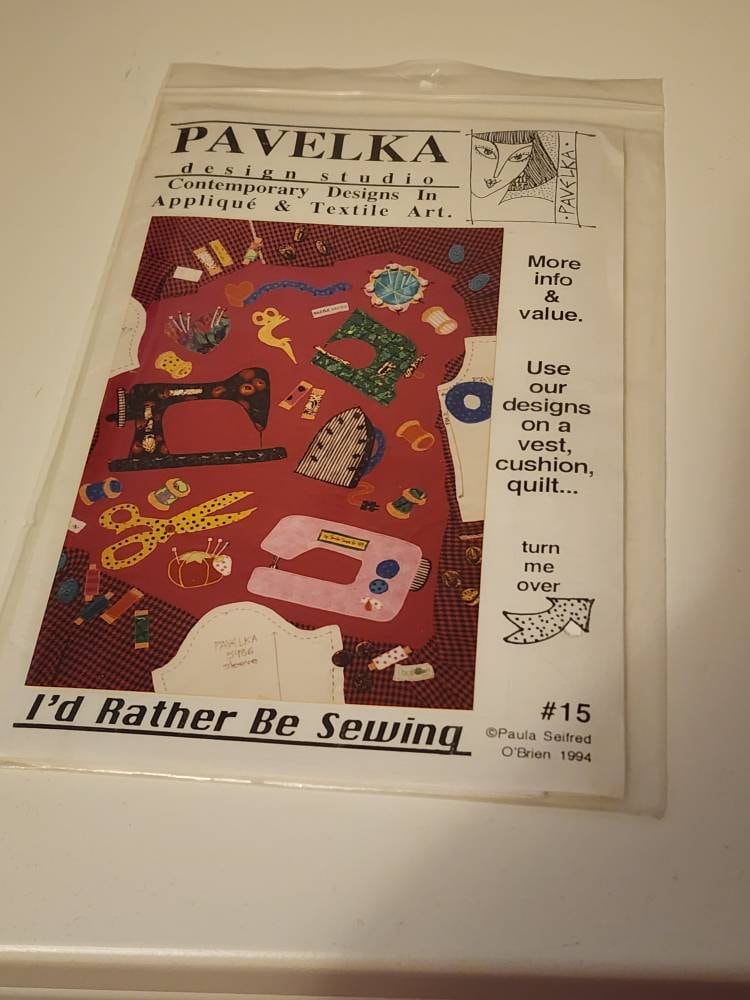 PAVELKA
design studio
Contemporary Designs In
Appliqué & Textile Art.
·PAVELKA·
More
info
&
value.
Use
our
designs
on a
vest,
cushion,
quilt...
turn
me
over
PAVELKA
sleeve
I'd Rather Be Sewing
#15
©Paula Seifred
O'Brien 1994